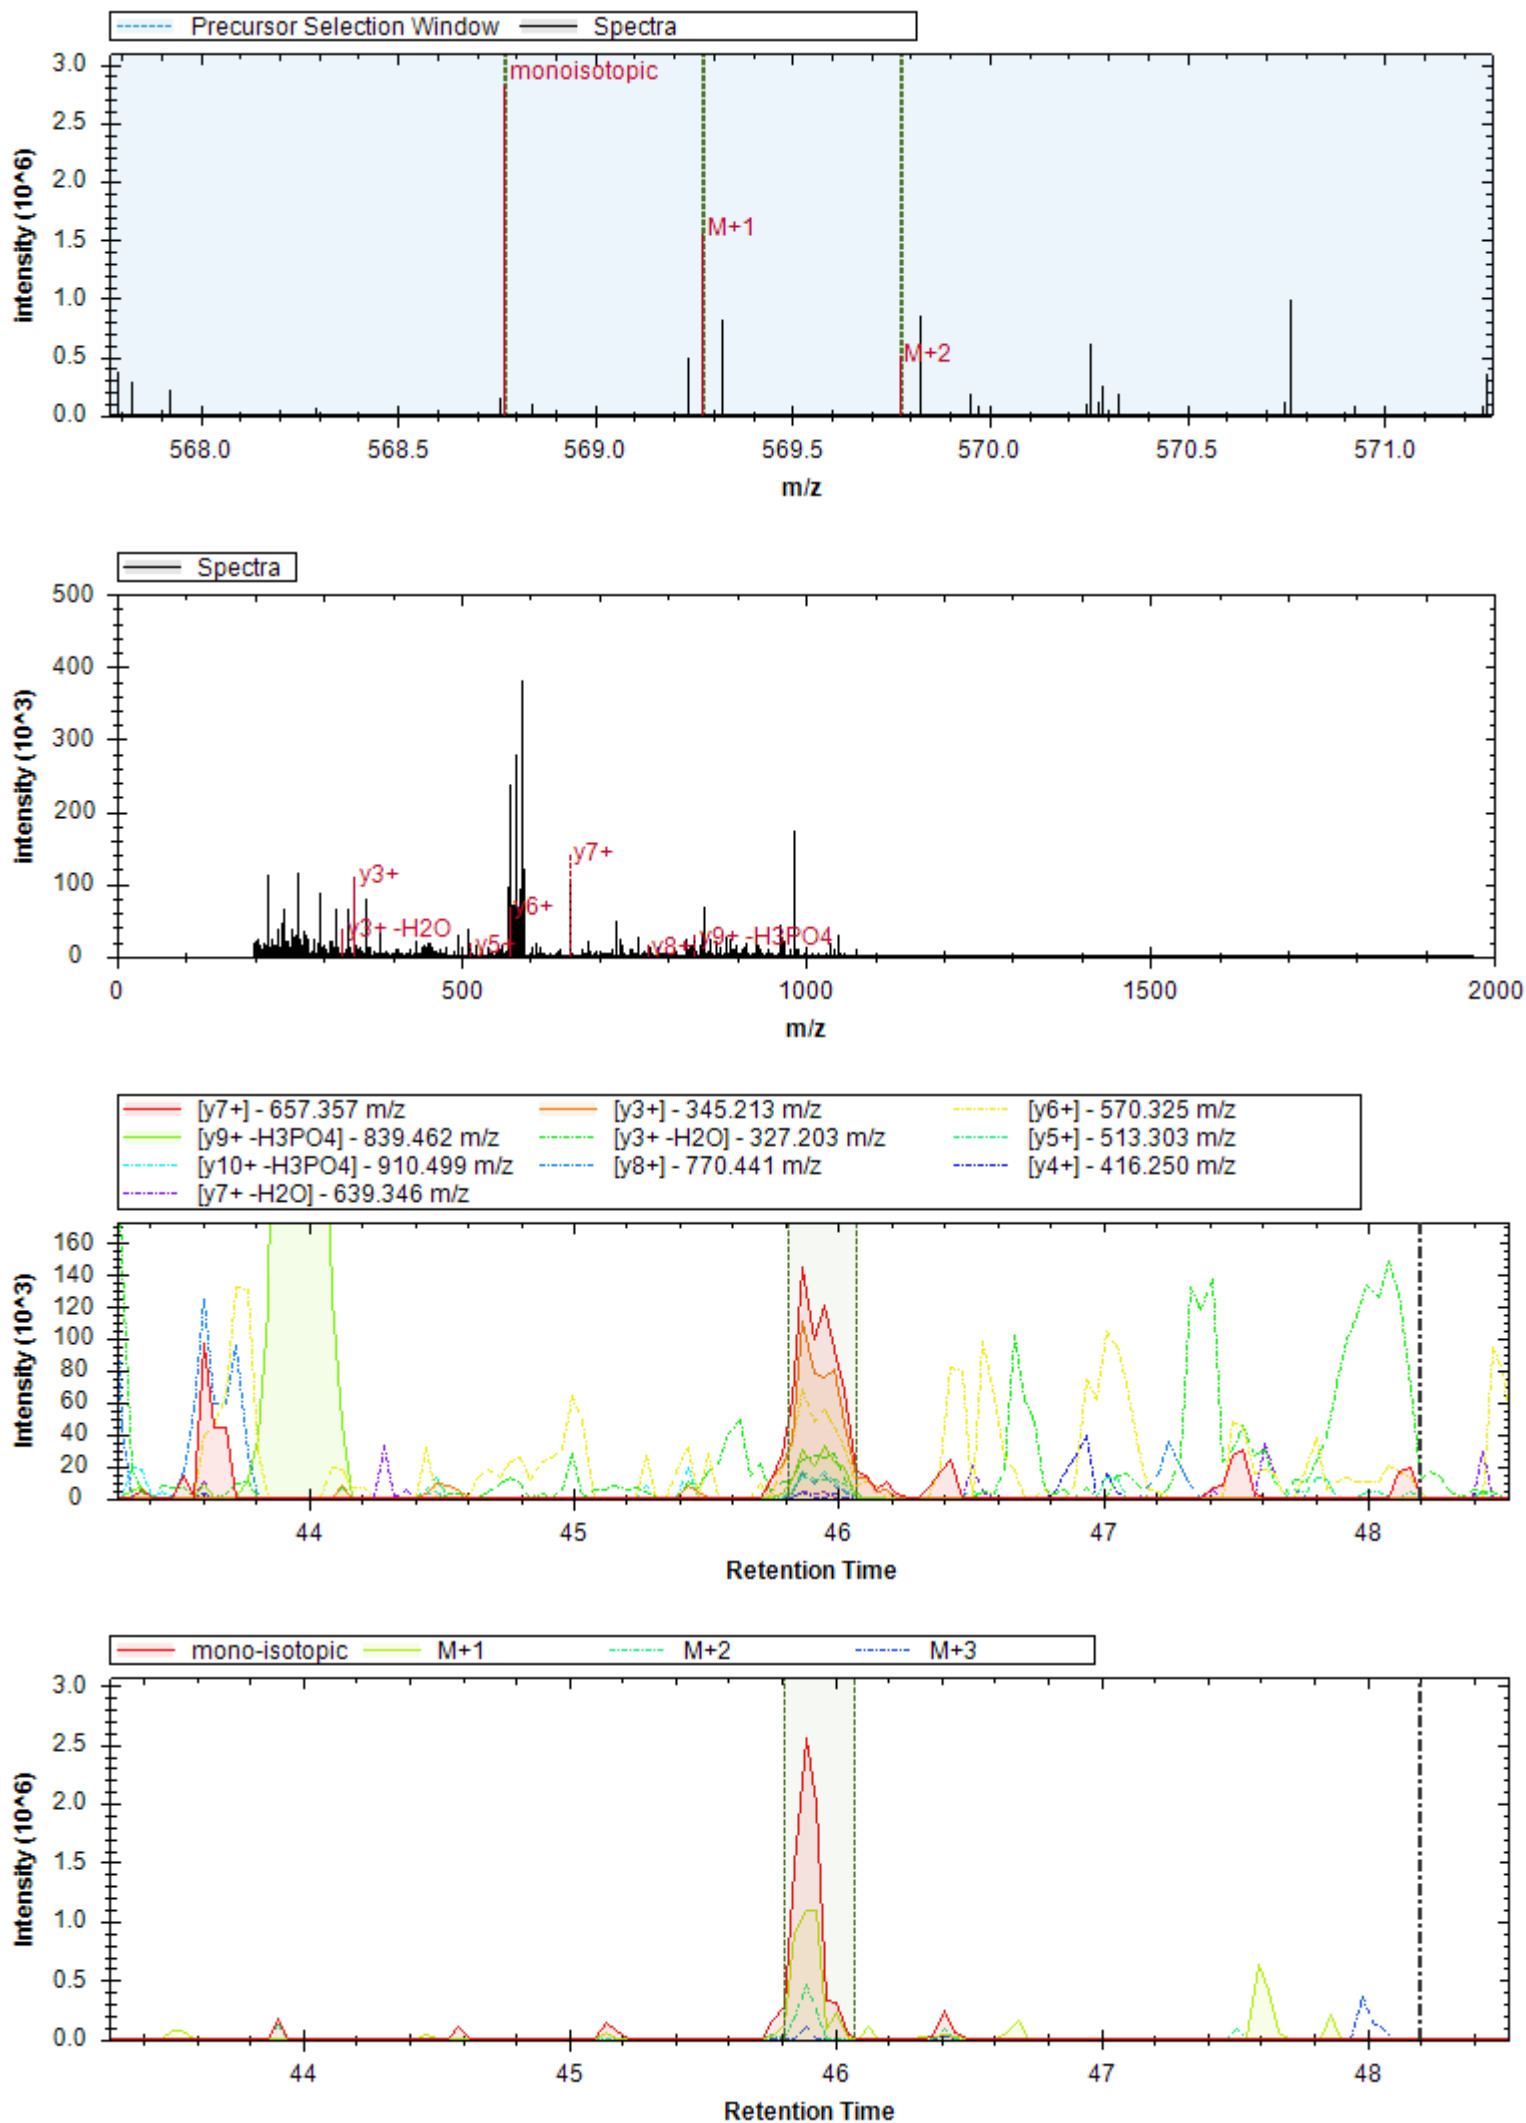 Precursor Selection Window Spectra
3.0
monoisotopic
2.5
2.0
M+1
1.5
1.0
M+2
0.5
0.0
intensity (10^6)
568.0 568.5 569.0 569.5 570.0 570.5 571.0
m/z
Spectra
500
400
300
200
y7+
y3+
100
y6+
y3+ -H2O y5+ y8+ y9+ -H3PO4
0
intensity (10^3)
0 500 1000 1500 2000
m/z
[y7+] - 657.357 m/z [y3+] - 345.213 m/z [y6+] - 570.325 m/z
[y9+ -H3PO4] - 839.462 m/z [y3+ -H2O] - 327.203 m/z [y5+] - 513.303 m/z
[y10+ -H3PO4] - 910.499 m/z [y8+] - 770.441 m/z [y4+] - 416.250 m/z
[y7+ -H2O] - 639.346 m/z
160
140
120
100
80
60
40
20
0
Intensity (10^3)
44 45 46 47 48
Retention Time
mono-isotopic M+1 M+2 M+3
3.0
2.5
2.0
1.5
1.0
0.5
0.0
Intensity (10^6)
44 45 46 47 48
Retention Time